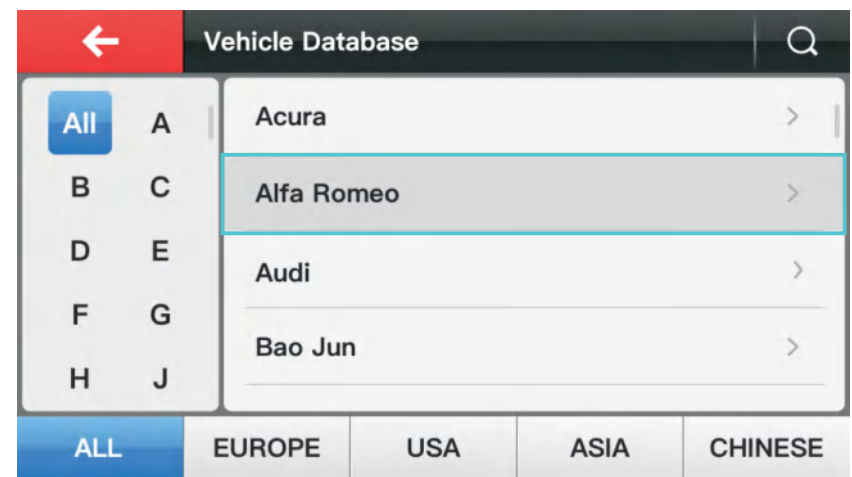 Vehicle Database
All A
B C
D E
F G
H J
Acura
Alfa Romeo
Audi
Bao Jun
ALL EUROPE USA ASIA CHINESE